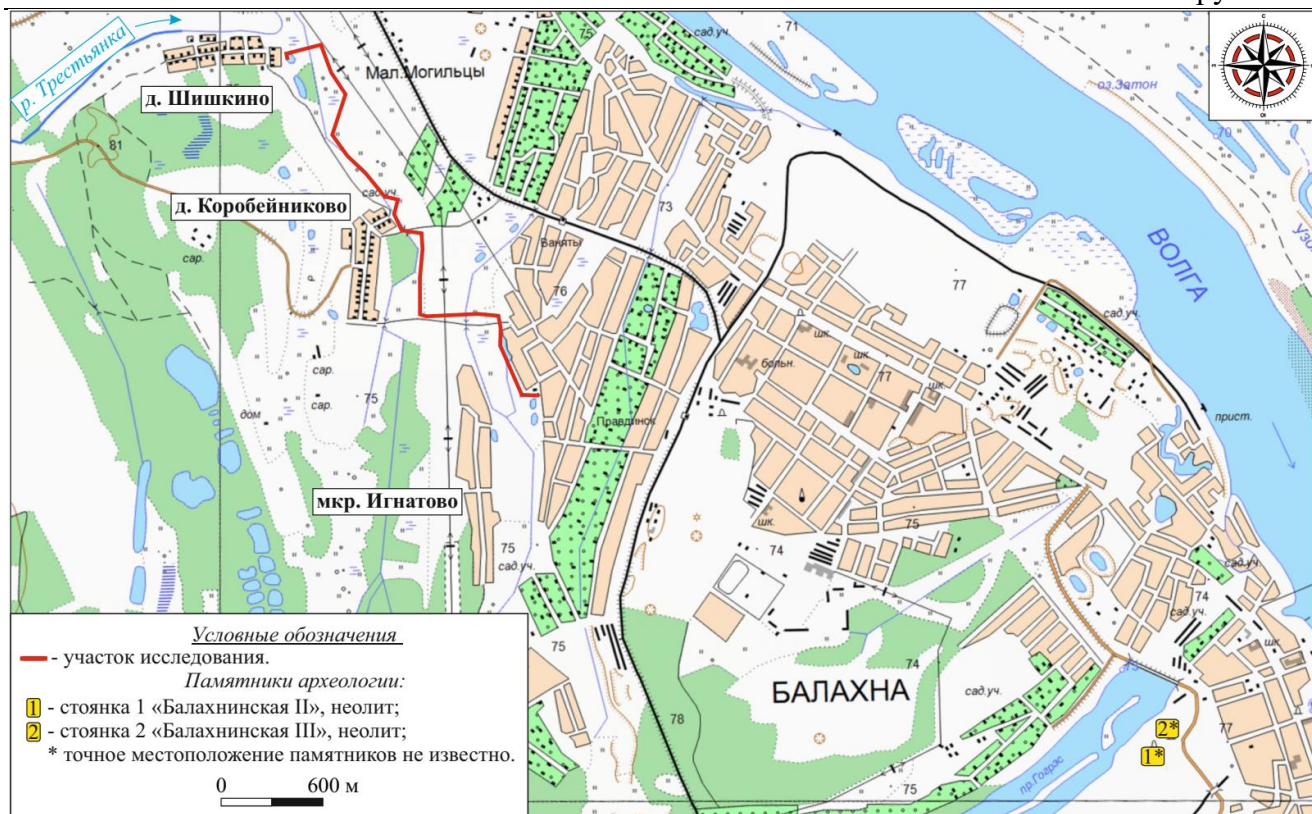 71
75
сад.уч.
р. Трестьянка
Мал.Могильцы
оз.Затон
С
З
В
Ю
д. Шишкино
81
70
сад.уч.
д. Коробейниково
73
сар.
Баняты
ВОЛГА
76
77
сад.уч.
шк.
больн.
шк.
77
шк.
сар.
дом
сар.
75
Правдинск
прист.
мкр. Игнатово
шк.
75
74
75
сад.уч.
сад.уч.
74
сад.уч.
75
74
шк.
Условные обозначения
- участок исследования.
Памятники археологии:
1 - стоянка 1 «Балахнинская II», неолит;
2 - стоянка 2 «Балахнинская III», неолит;
* точное местоположение памятников не известно.
0 600 м
БАЛАХНА
сад.уч.
78
77
2*
1*
пр.Гогрэс
75